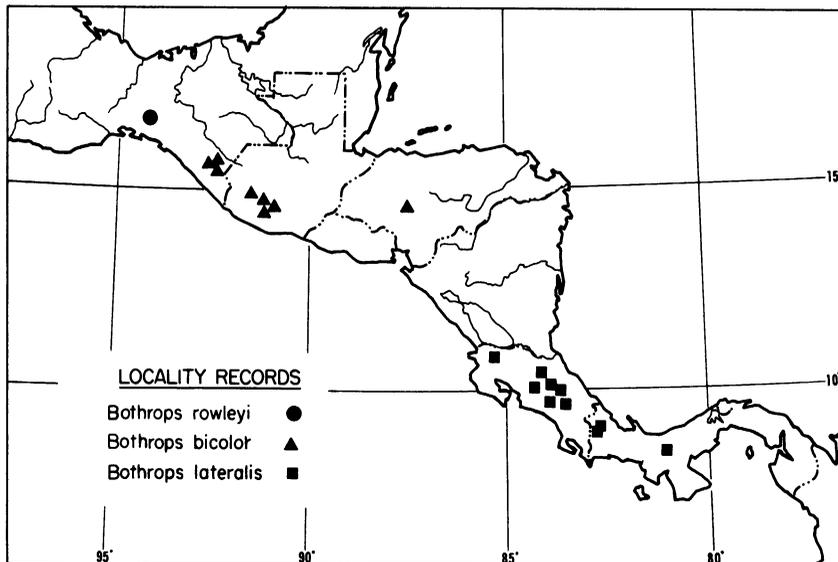 15
10
LOCALITY RECORDS
Bothrops rowleyi
Bothrops bicolor
Bothrops lateralis
95°
90°
85°
80°